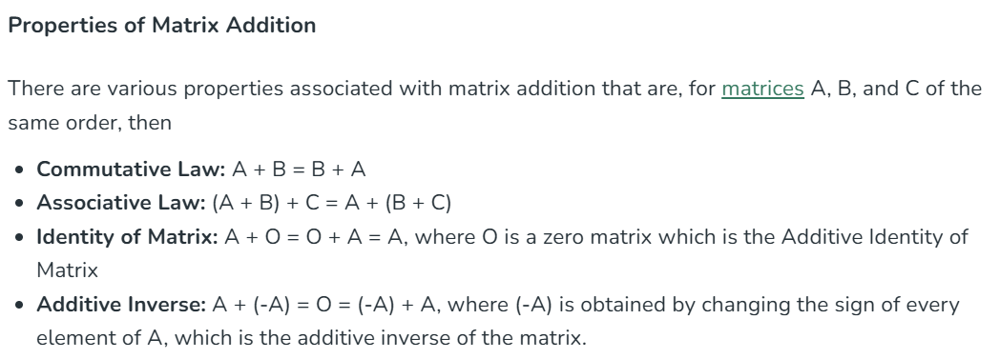 Properties of Matrix Addition
There are various properties associated with matrix addition that are, for matrices A, B, and C of the
same order, then
• Commutative Law: A + B = B + A
• Associative Law: (A + B) + C = A + (B + C)
• Identity of Matrix: A + O = O + A = A, where O is a zero matrix which is the Additive Identity of
Matrix
• Additive Inverse: A + (-A) = O = (-A) + A, where (-A) is obtained by changing the sign of every
element of A, which is the additive inverse of the matrix.